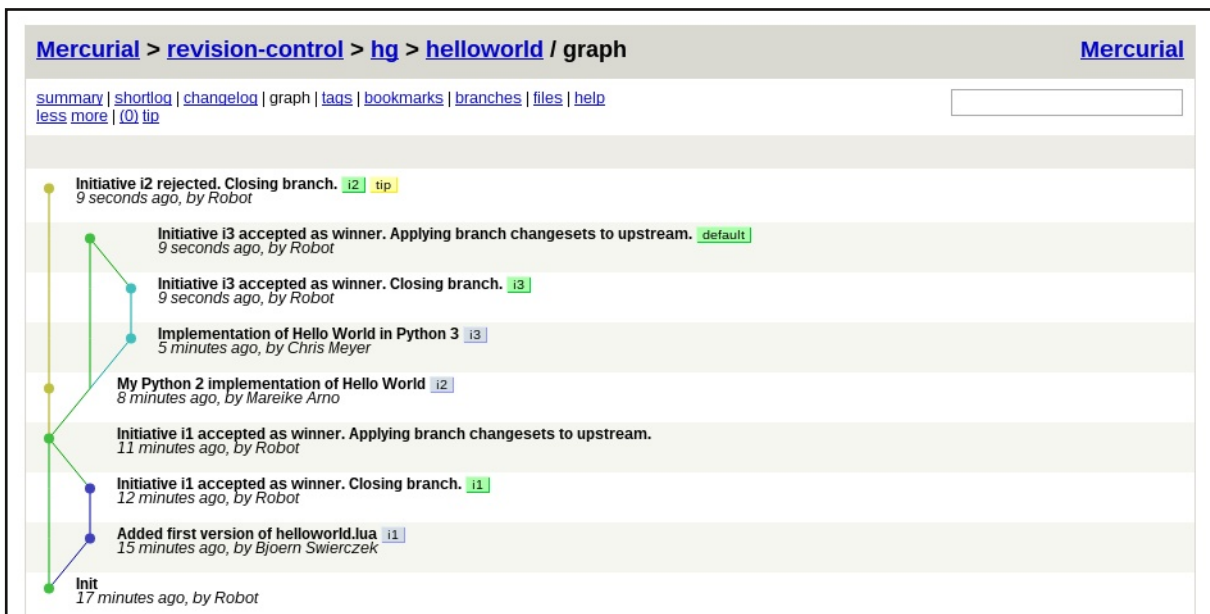 Mercurial > revision-control > hg > helloworld / graph Mercurial
summary | shortlog | changelog | graph | tags | bookmarks | branches | files | help
less more | (0) tip
Initiative i2 rejected. Closing branch. i2 tip
9 seconds ago, by Robot
Initiative i3 accepted as winner. Applying branch changesets to upstream. default
9 seconds ago, by Robot
Initiative i3 accepted as winner. Closing branch. i3
9 seconds ago, by Robot
Implementation of Hello World in Python 3 i3
5 minutes ago, by Chris Meyer
My Python 2 implementation of Hello World i2
8 minutes ago, by Mareike Arno
Initiative i1 accepted as winner. Applying branch changesets to upstream.
11 minutes ago, by Robot
Initiative i1 accepted as winner. Closing branch. i1
12 minutes ago, by Robot
Added first version of helloworld.lua i1
15 minutes ago, by Bjoern Swierczek
Init
17 minutes ago, by Robot